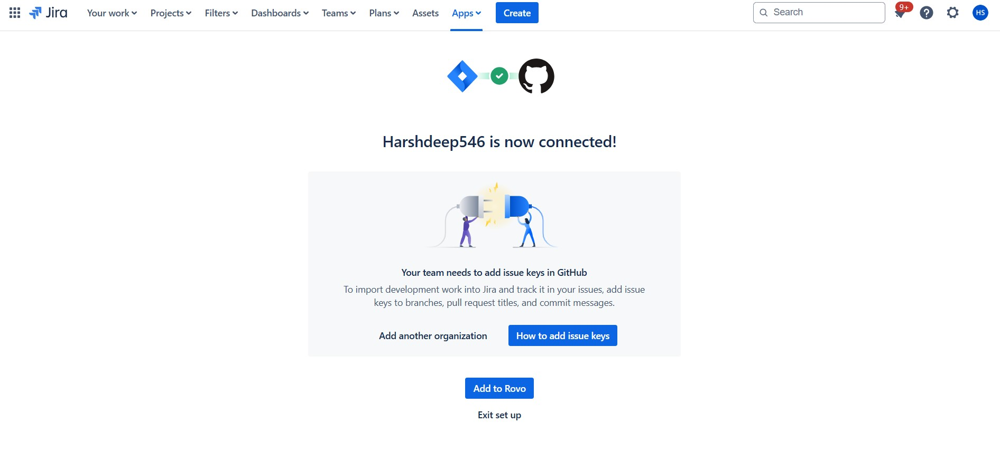 Jira Your work Projects Filters Dashboards Teams Plans Assets Apps Create Search 9+ ? HS
Harshdeep546 is now connected!
Your team needs to add issue keys in GitHub
To import development work into Jira and track it in your issues, add issue
keys to branches, pull request titles, and commit messages.
Add another organization How to add issue keys
Add to Rovo
Exit set up